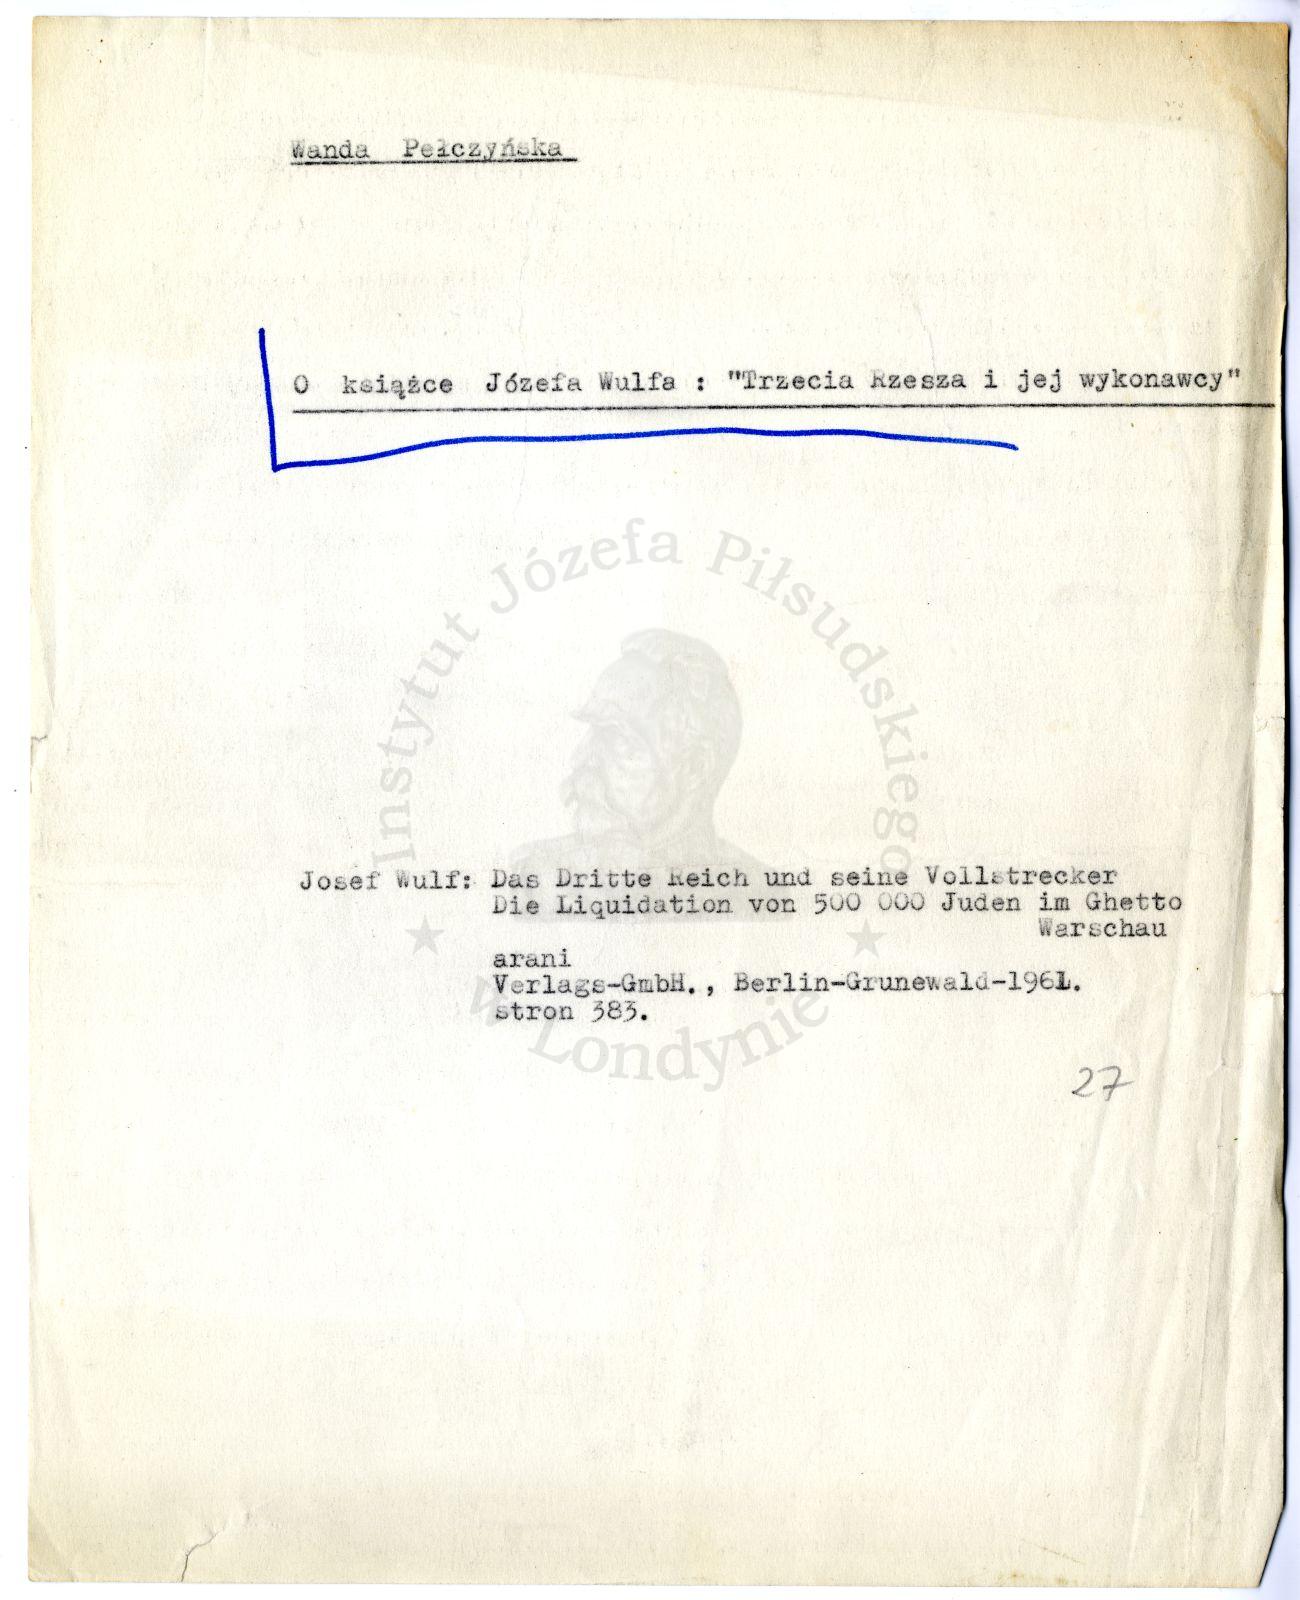 Wanda Pełczyńska
O książce Józefa Wulfa : "Trzecia Rzesza i jej wykonawcy"
Instytut Józefa Piłsudskiego
w Londynie
Josef Wulf: Das Dritte Reich und seine Vollstrecker
Die Liquidation von 500 000 Juden im Ghetto
Warschau
arani
Verlags-GmbH., Berlin-Grunewald-1961.
stron 383.
27